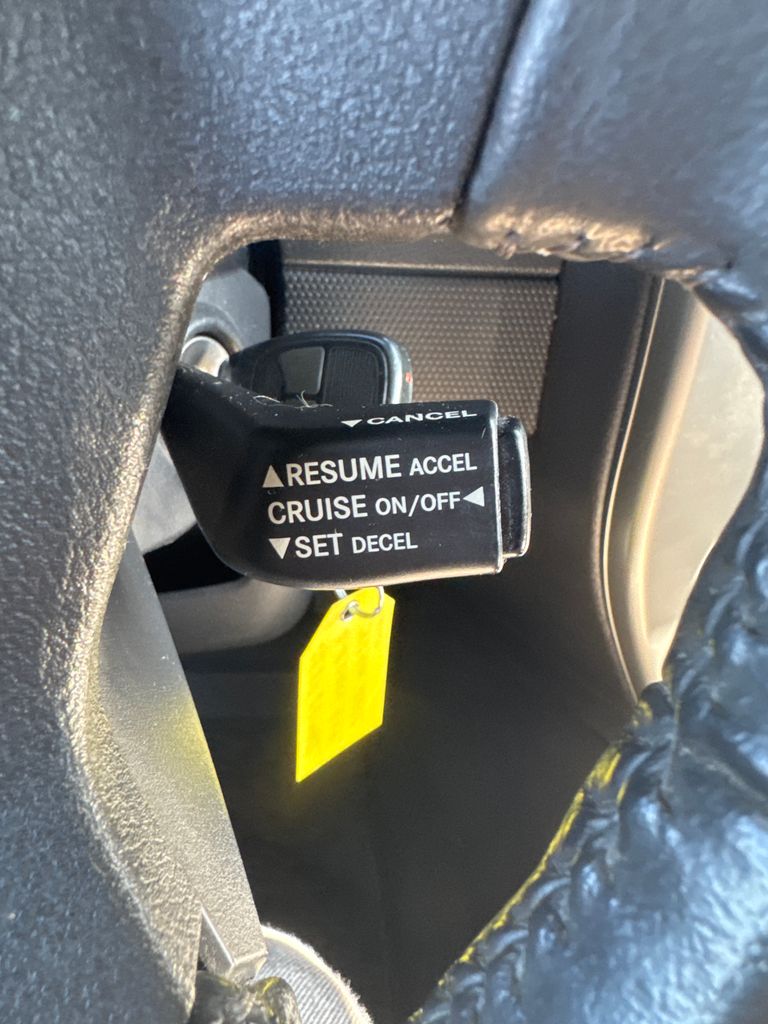 ▼CANCEL
▲RESUME ACCEL
CRUISE ON/OFF◀
▼SET DECEL